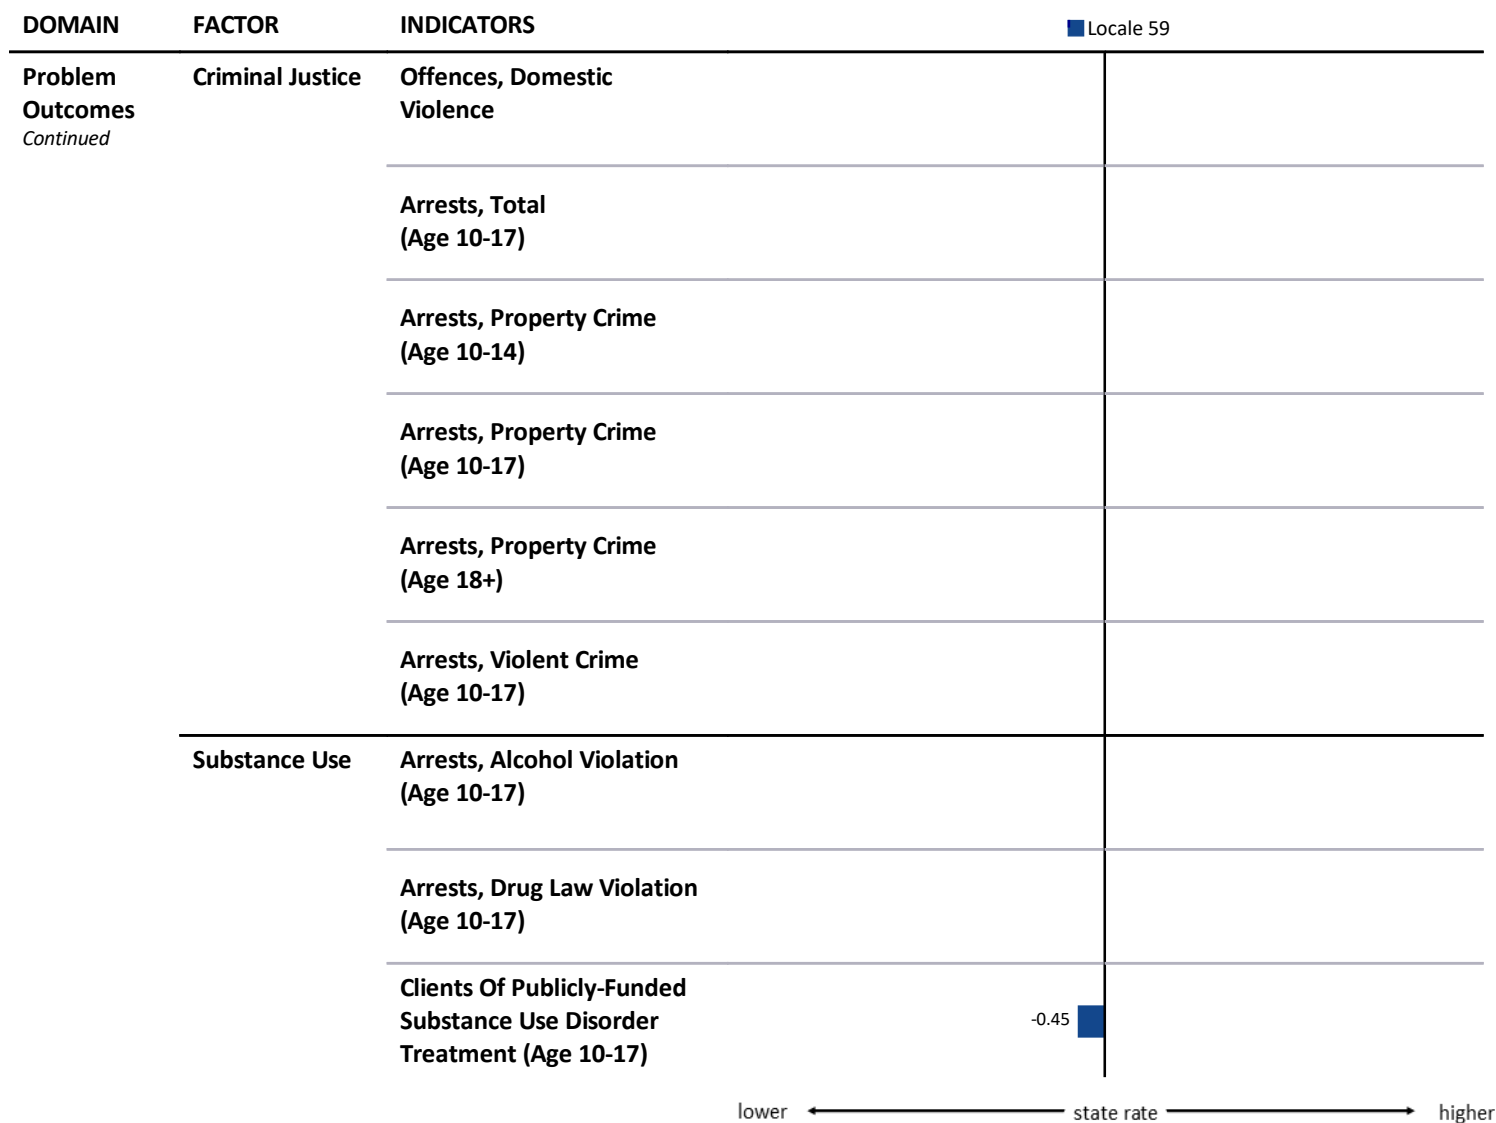 DOMAIN FACTOR INDICATORS Locale 59
Problem Outcomes Continued
Criminal Justice
Offences, Domestic
Violence
Arrests, Total
(Age 10-17)
Arrests, Property Crime
(Age 10-14)
Arrests, Property Crime
(Age 10-17)
Arrests, Property Crime
(Age 18+)
Arrests, Violent Crime
(Age 10-17)
Substance Use
Arrests, Alcohol Violation
(Age 10-17)
Arrests, Drug Law Violation
(Age 10-17)
Clients Of Publicly-Funded
Substance Use Disorder
Treatment (Age 10-17)
-0.45
lower state rate higher